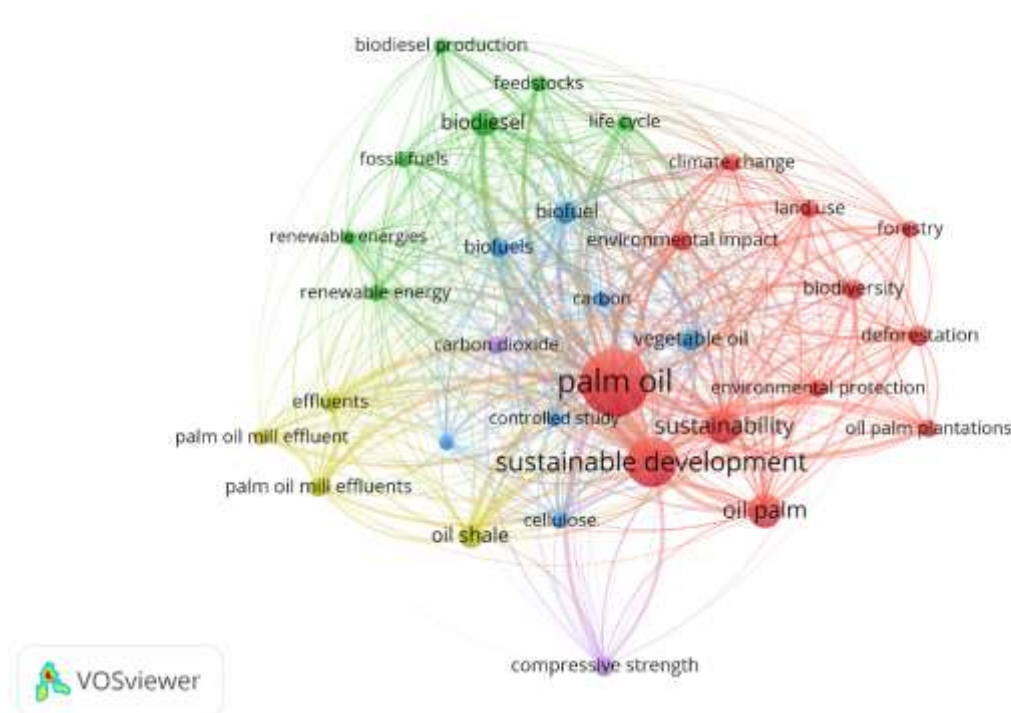 biodiesel production
feedstocks
biodiesel
life cycle
fossil fuels
climate change
biofuel
land use
forestry
renewable energies
biofuels
environmental impact
renewable energy
carbon
biodiversity
carbon dioxide
vegetable oil
deforestation
palm oil
environmental protection
effluents
controlled study
sustainability
oil palm plantations
palm oil mill effluent
sustainable development
palm oil mill effluents
oil palm
oil shale
cellulose
compressive strength
VOSviewer